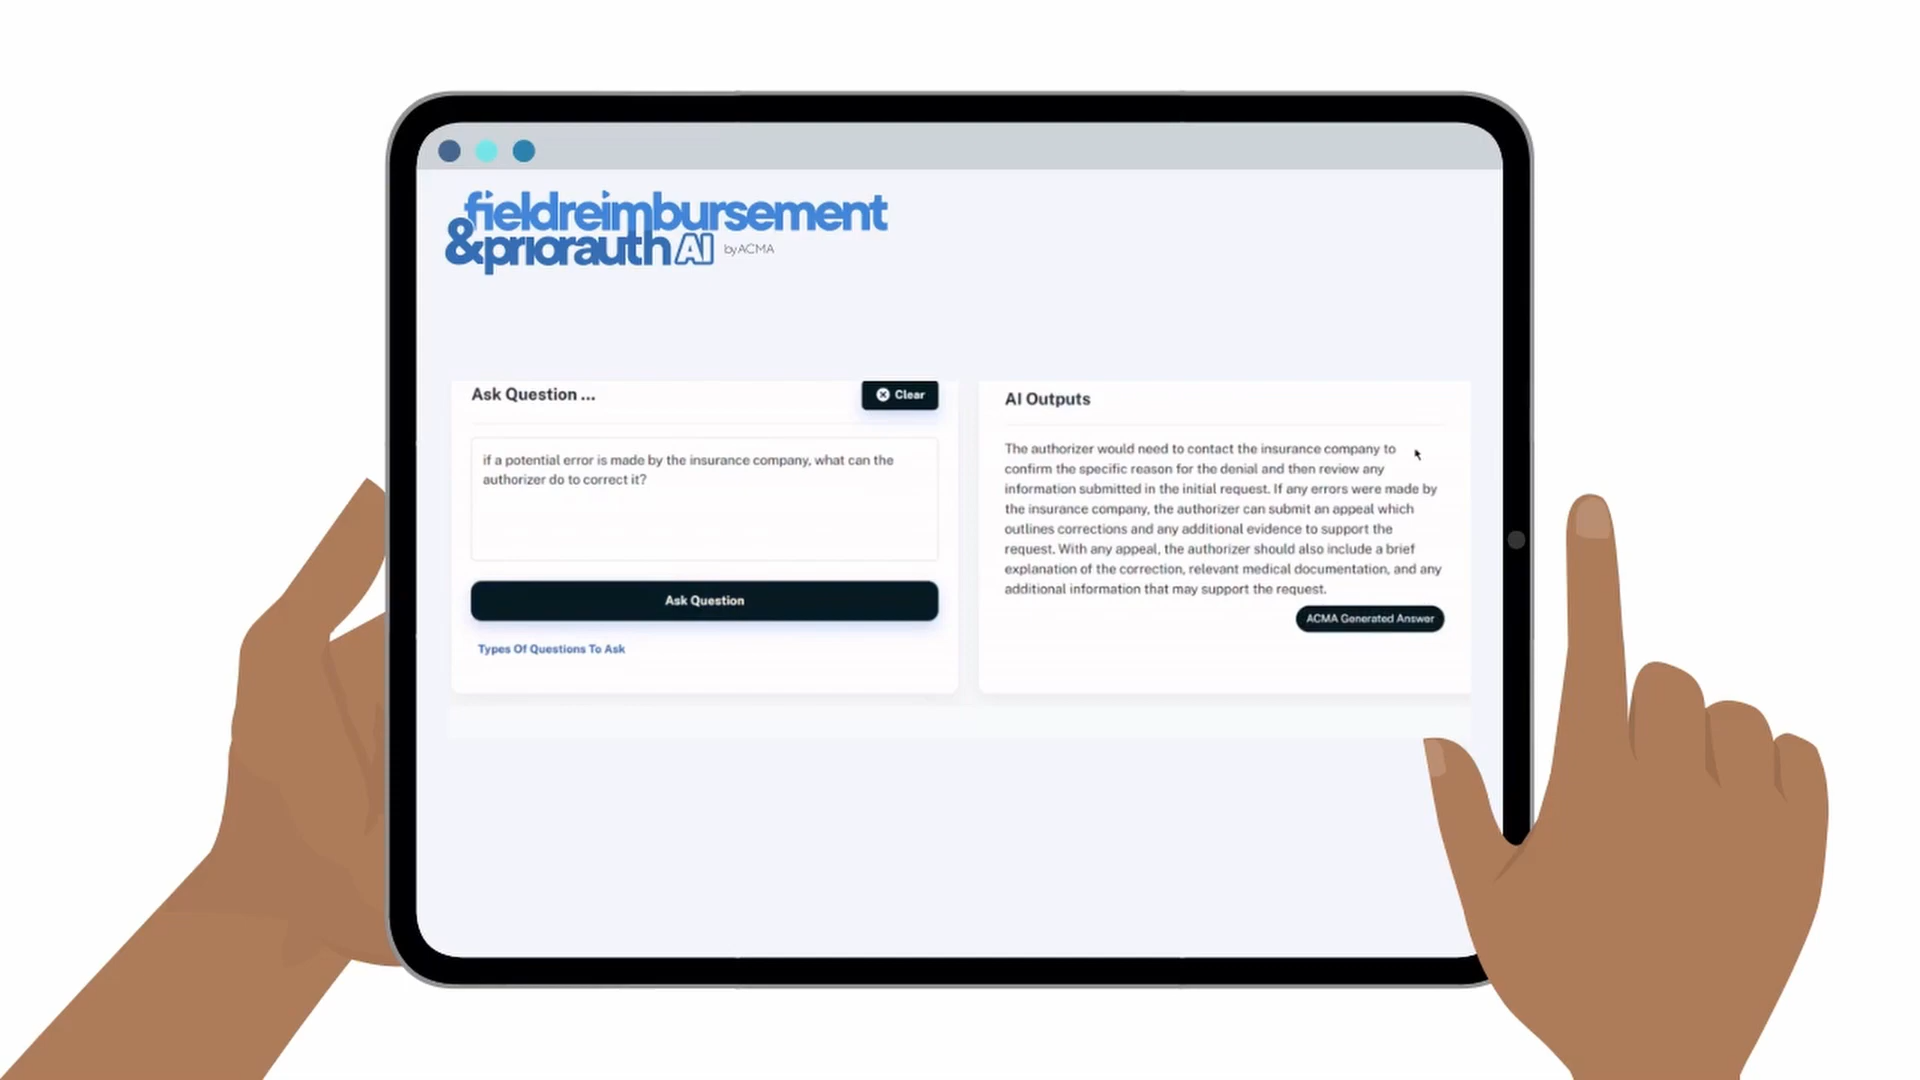 fieldreimbursement
&priorauth AI by ACMA
Ask Question ...
Clear
if a potential error is made by the insurance company, what can the
authorizer do to correct it?
Ask Question
Types Of Questions To Ask
AI Outputs
The authorizer would need to contact the insurance company to
confirm the specific reason for the denial and then review any
information submitted in the initial request. If any errors were made by
the insurance company, the authorizer can submit an appeal which
outlines corrections and any additional evidence to support the
request. With any appeal, the authorizer should also include a brief
explanation of the correction, relevant medical documentation, and any
additional information that may support the request.
ACMA Generated Answer